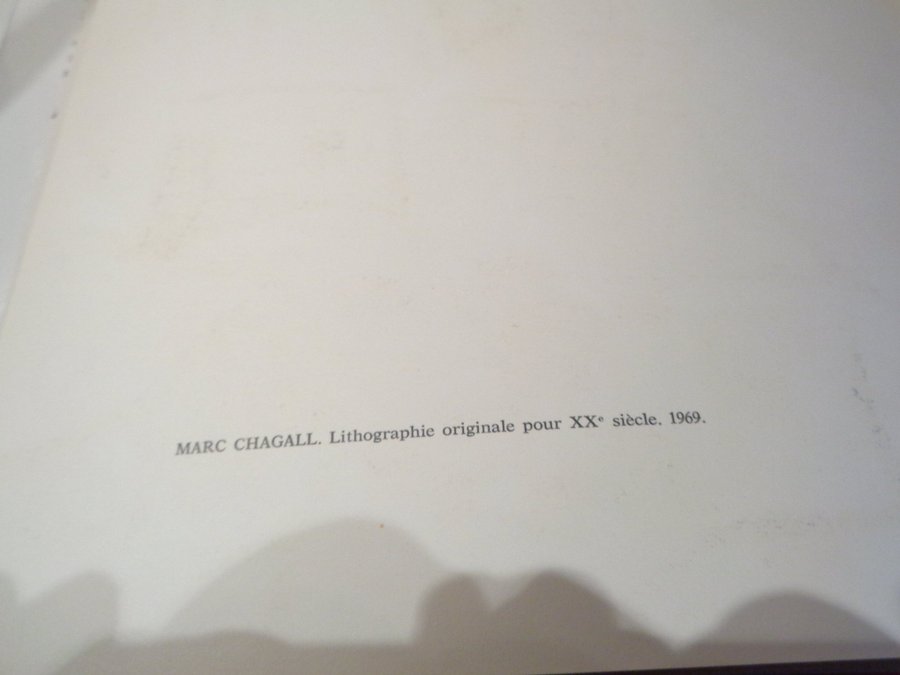 MARC CHAGALL. Lithographie originale pour XXᵉ siècle. 1969.